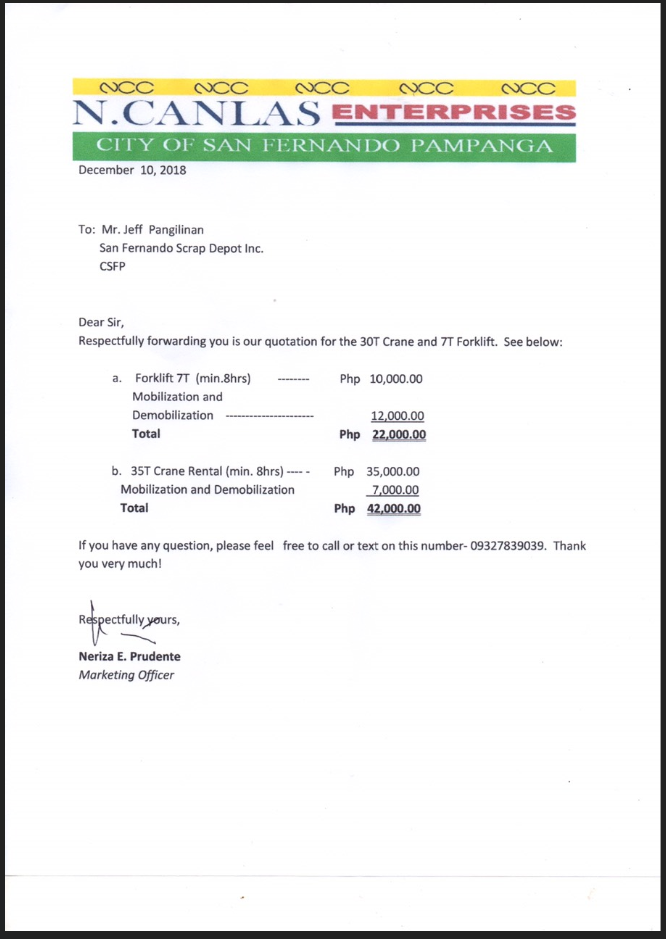 NCC NCC NCC NCC NCC
N.CANLAS ENTERPRISES
CITY OF SAN FERNANDO PAMPANGA
December 10, 2018
To: Mr. Jeff Pangilinan
San Fernando Scrap Depot Inc.
CSFP
Dear Sir,
Respectfully forwarding you is our quotation for the 30T Crane and 7T Forklift. See below:
a. Forklift 7T (min.8hrs) -------- Php 10,000.00
Mobilization and
Demobilization ---------------------- 12,000.00
Total Php 22,000.00
b. 35T Crane Rental (min. 8hrs) ---- - Php 35,000.00
Mobilization and Demobilization 7,000.00
Total Php 42,000.00
If you have any question, please feel free to call or text on this number- 09327839039. Thank
you very much!
Respectfully yours,
Neriza E. Prudente
Marketing Officer